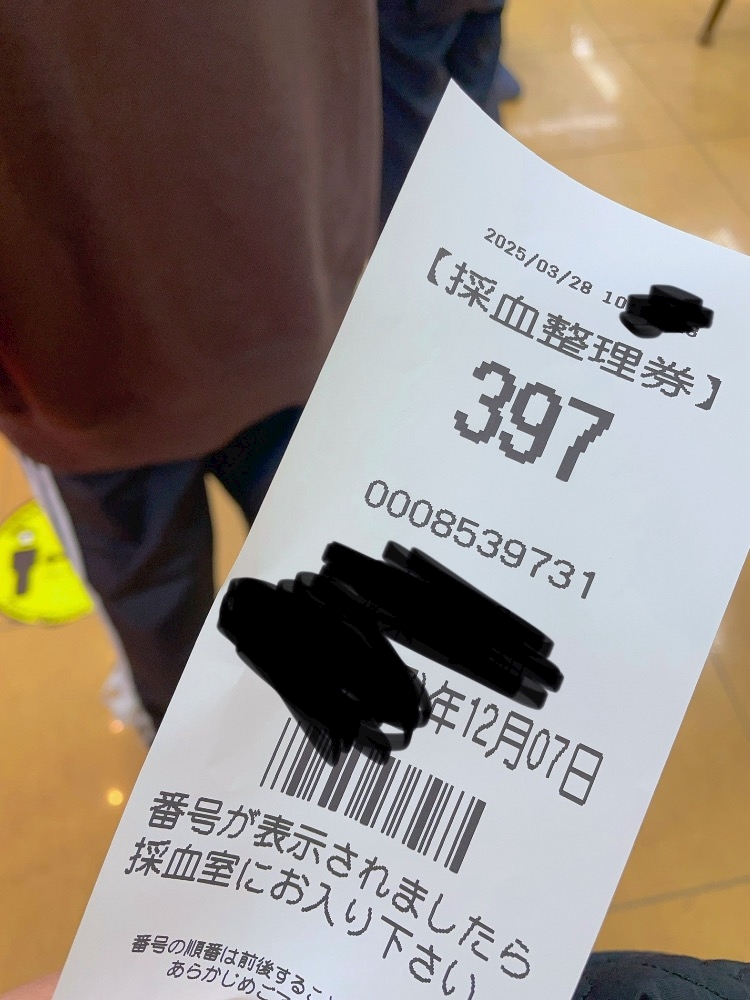 2025/03/28 10
【採血整理券】
397
0008539731
年12月07日
番号が表示されましたら
採血室にお入り下さい
番号の順番は前後するこ
あらかじめご